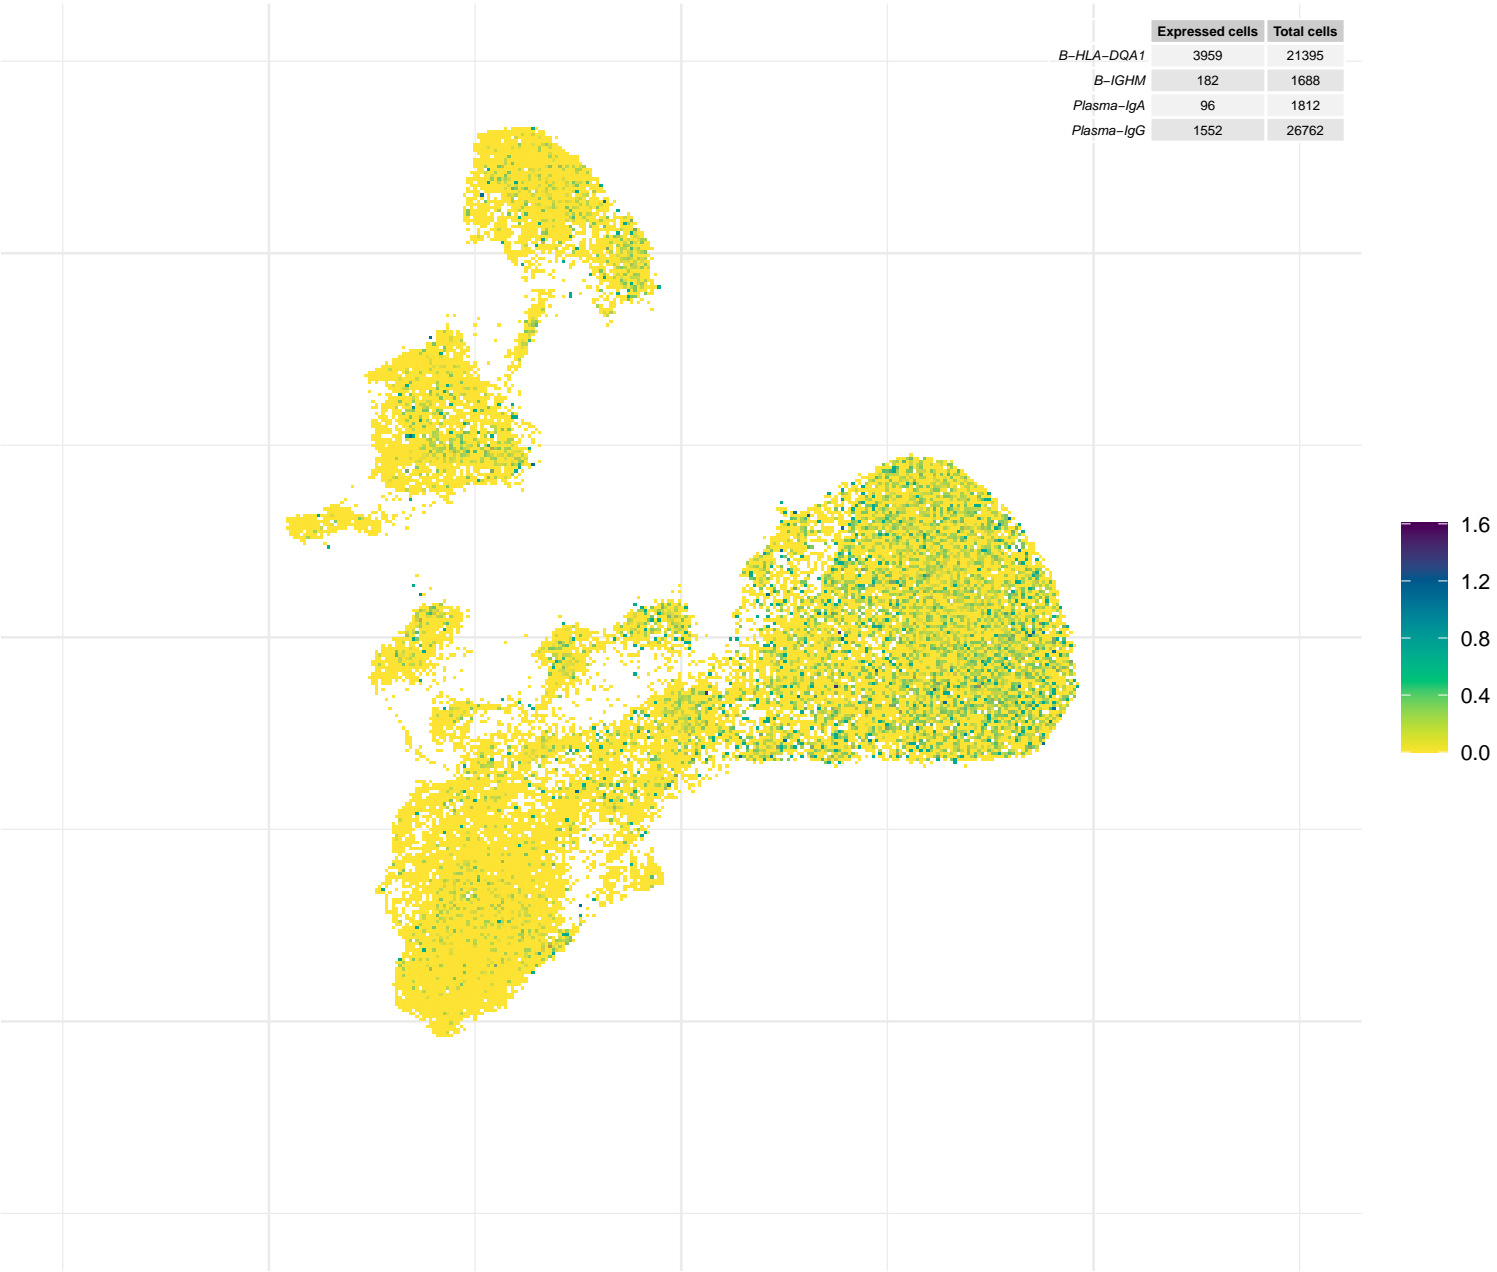 Expressed cells Total cells
B−HLA−DQA1 3959 21395
B−IGHM 182 1688
Plasma−IgA 96 1812
Plasma−IgG 1552 26762
1.6
1.2
0.8
0.4
0.0